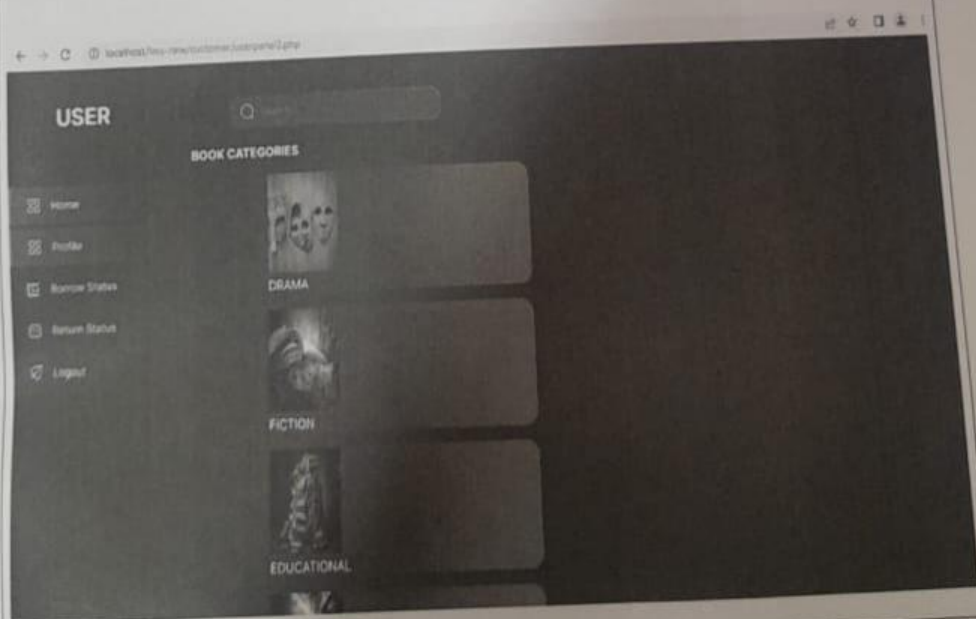 USER
BOOK CATEGORIES
Home
Profile
Borrow Status
Return Status
Logout
DRAMA
FICTION
EDUCATIONAL